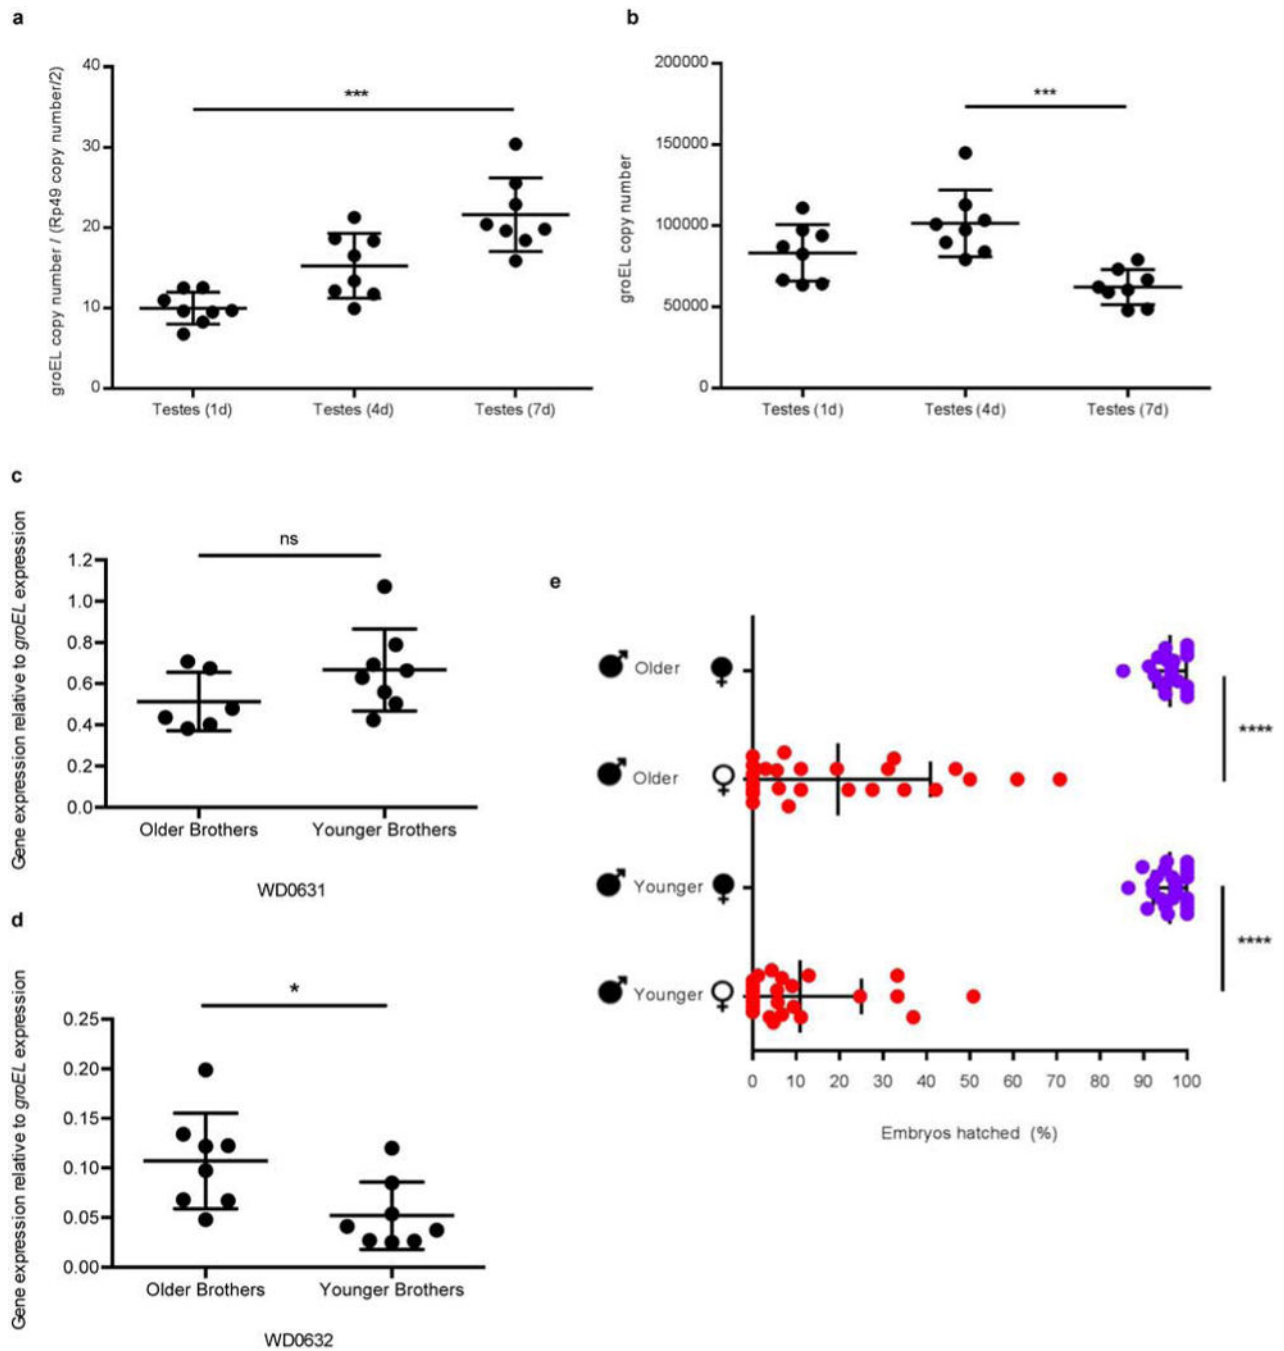 a
groEL copy number / (Rp49 copy number/2)
40
30
20
10
0
***
Testes (1d) Testes (4d) Testes (7d)
b
groEL copy number
200000
150000
100000
50000
0
***
Testes (1d) Testes (4d) Testes (7d)
c
Gene expression relative to groEL expression
1.2
1.0
0.8
0.6
0.4
0.2
0.0
ns
Older Brothers Younger Brothers
WD0631
d
Gene expression relative to groEL expression
0.25
0.20
0.15
0.10
0.05
0.00
*
Older Brothers Younger Brothers
WD0632
e
♂ Older ♀
♂ Older ♀
♂ Younger ♀
♂ Younger ♀
****
****
0 10 20 30 40 50 60 70 80 90 100
Embryos hatched (%)